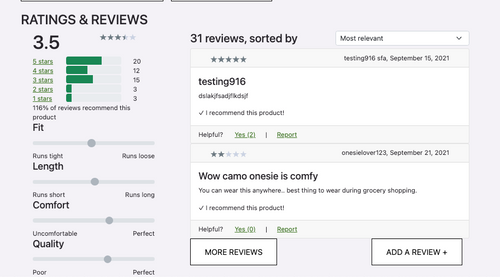 RATINGS & REVIEWS
3.5
5 stars 20
4 stars 12
3 stars 15
2 stars 3
1 stars 3
116% of reviews recommend this
product
Fit
Runs tight Runs loose
Length
Runs short Runs long
Comfort
Uncomfortable Perfect
Quality
Poor Perfect
31 reviews, sorted by Most relevant
testing916 sfa, September 15, 2021
testing916
dslakjfsadjflkdsjf
✓ I recommend this product!
Helpful? Yes (2) | Report
onesielover123, September 21, 2021
Wow camo onesie is comfy
You can wear this anywhere.. best thing to wear during grocery shopping.
✓ I recommend this product!
Helpful? Yes (0) | Report
MORE REVIEWS ADD A REVIEW +